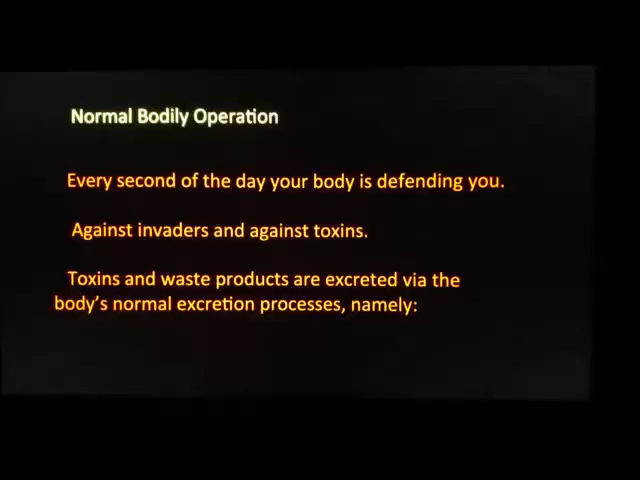 Normal Bodily Operation
Every second of the day your body is defending you.
Against invaders and against toxins.
Toxins and waste products are excreted via the
body's normal excretion processes, namely: